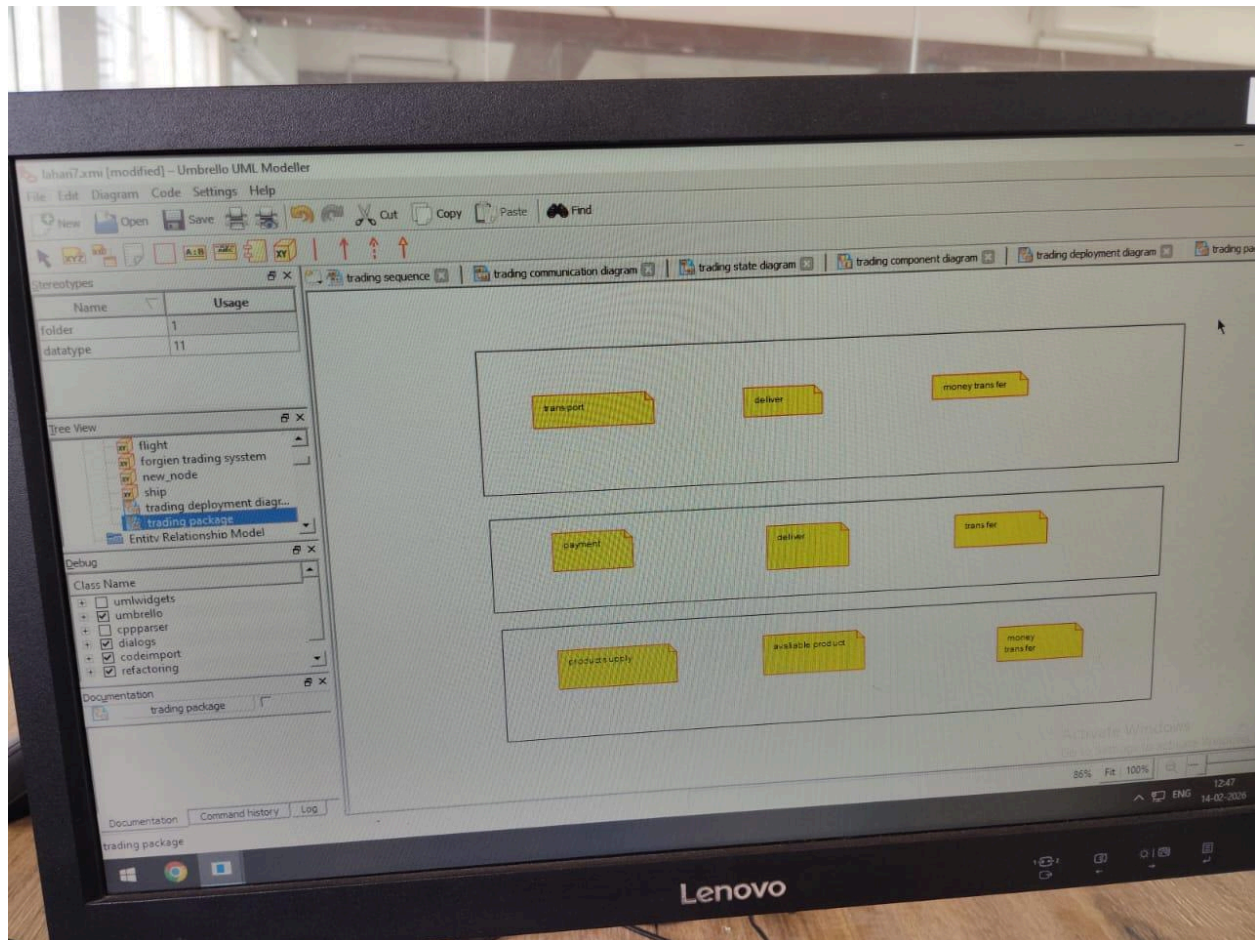 lahari7.xmi [modified] – Umbrello UML Modeller
File Edit Diagram Code Settings Help
New Open Save Cut Copy Paste Find
Stereotypes
Name Usage
folder 1
datatype 11
Tree View
flight
forgien trading sysstem
new_node
ship
trading deployment diagr...
trading package
Entity Relationship Model
Debug
Class Name
umlwidgets
umbrello
cppparser
dialogs
codeimport
refactoring
Documentation
trading package
Documentation Command history Log
trading package
trading sequence trading communication diagram trading state diagram trading component diagram trading deployment diagram trading pa
transport deliver money transfer
payment deliver transfer
product supply available product money
transfer
Activate Windows
86% Fit 100%
ENG 12:47
14-02-2026
Lenovo